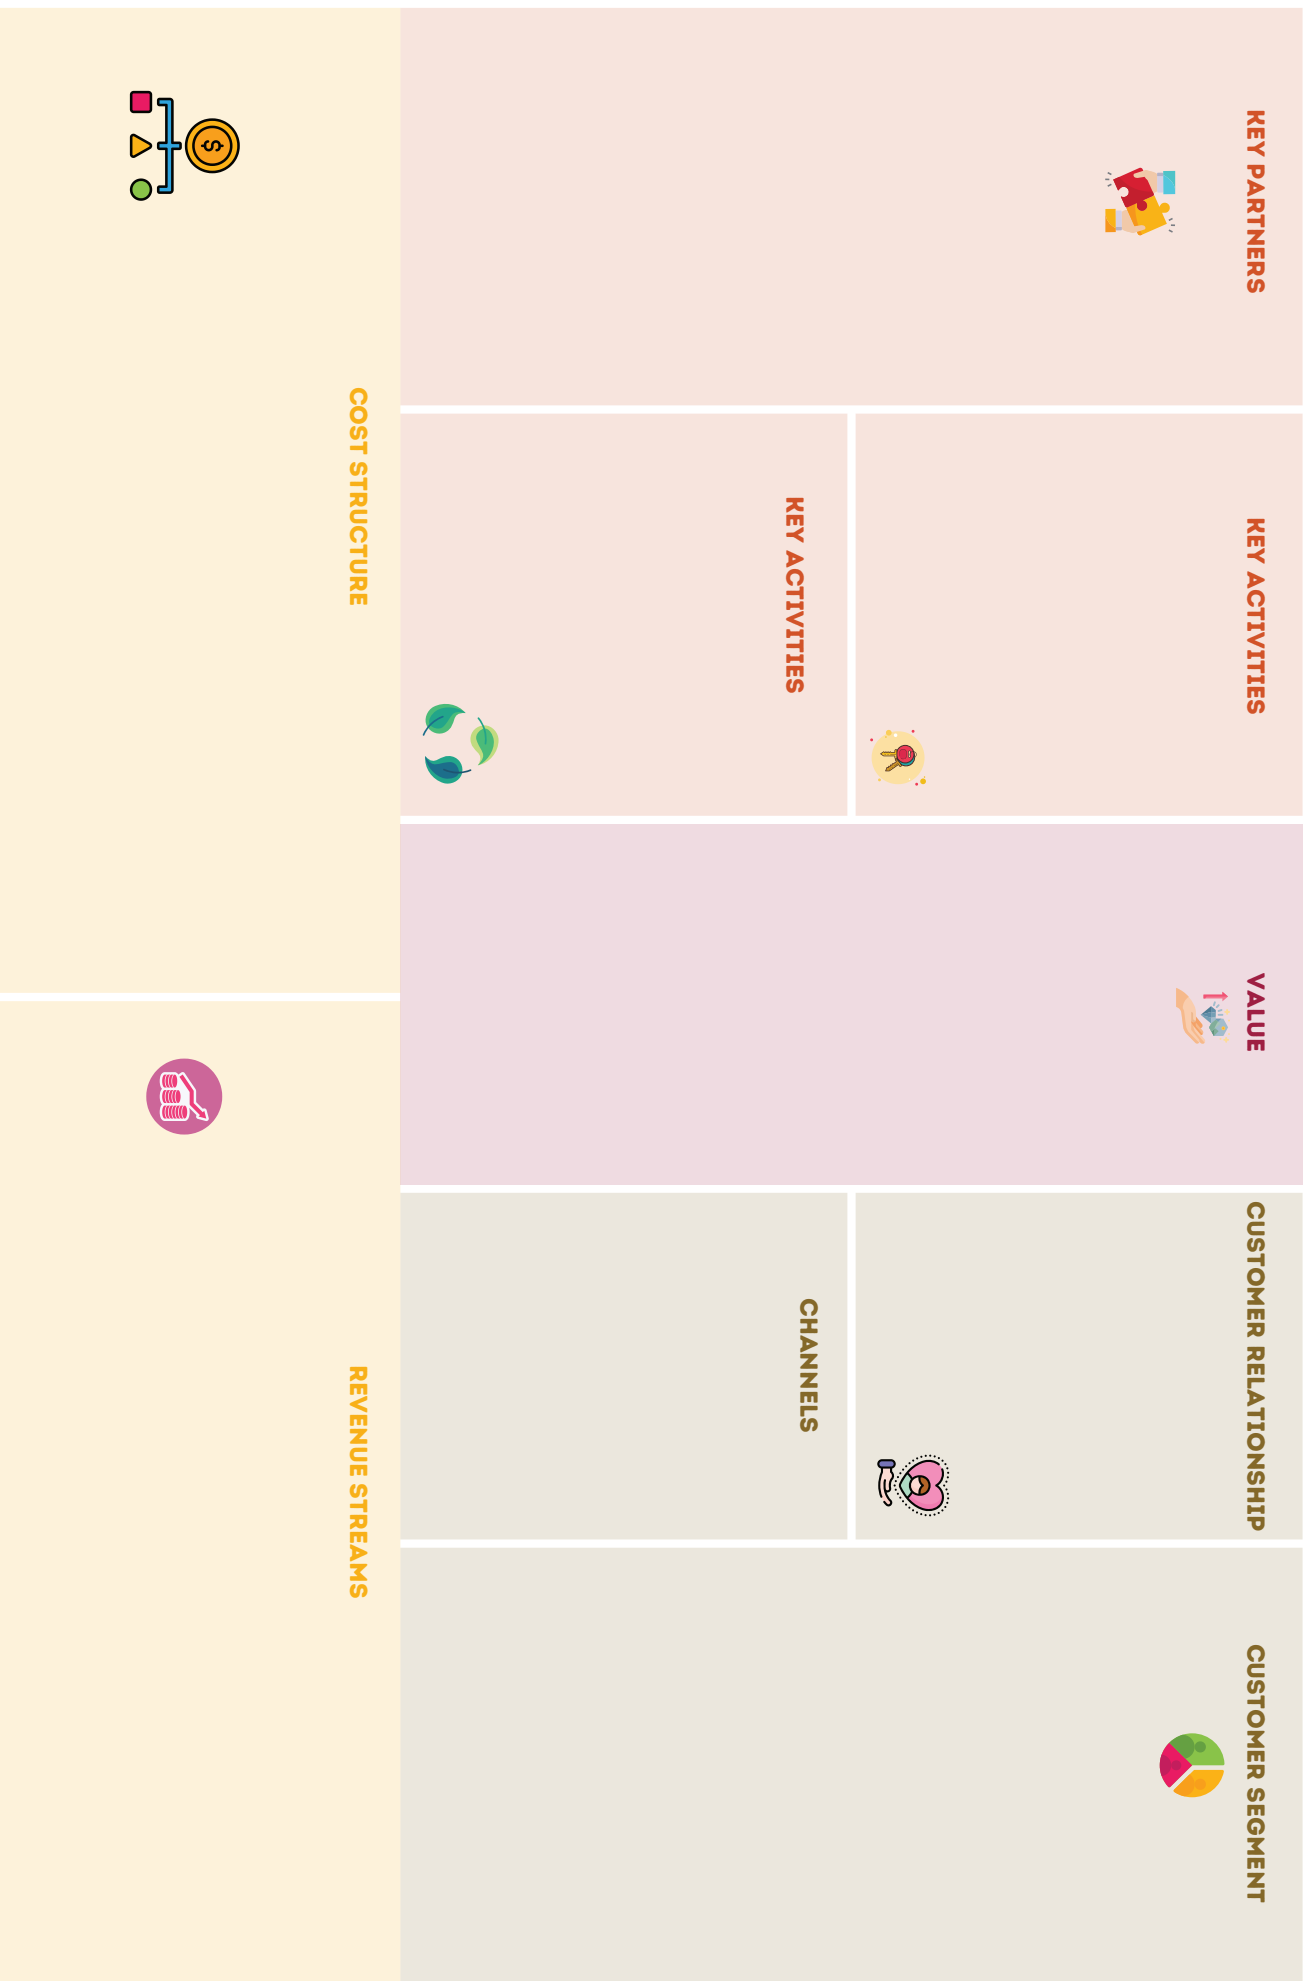 KEY PARTNERS
KEY ACTIVITIES
KEY ACTIVITIES
VALUE
CUSTOMER RELATIONSHIP
CHANNELS
CUSTOMER SEGMENT
COST STRUCTURE
REVENUE STREAMS